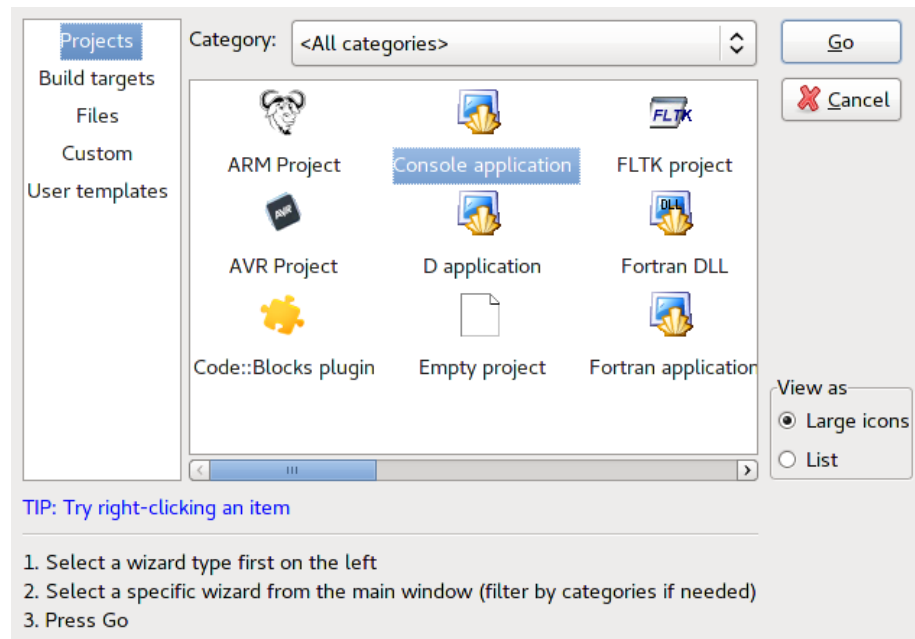 Projects
Build targets
Files
Custom
User templates
Category: <All categories>
Go
Cancel
ARM Project Console application FLTK project
AVR Project D application Fortran DLL
Code::Blocks plugin Empty project Fortran application
FLTK
AVR
DLL
View as
Large icons
List
TIP: Try right-clicking an item
1. Select a wizard type first on the left
2. Select a specific wizard from the main window (filter by categories if needed)
3. Press Go